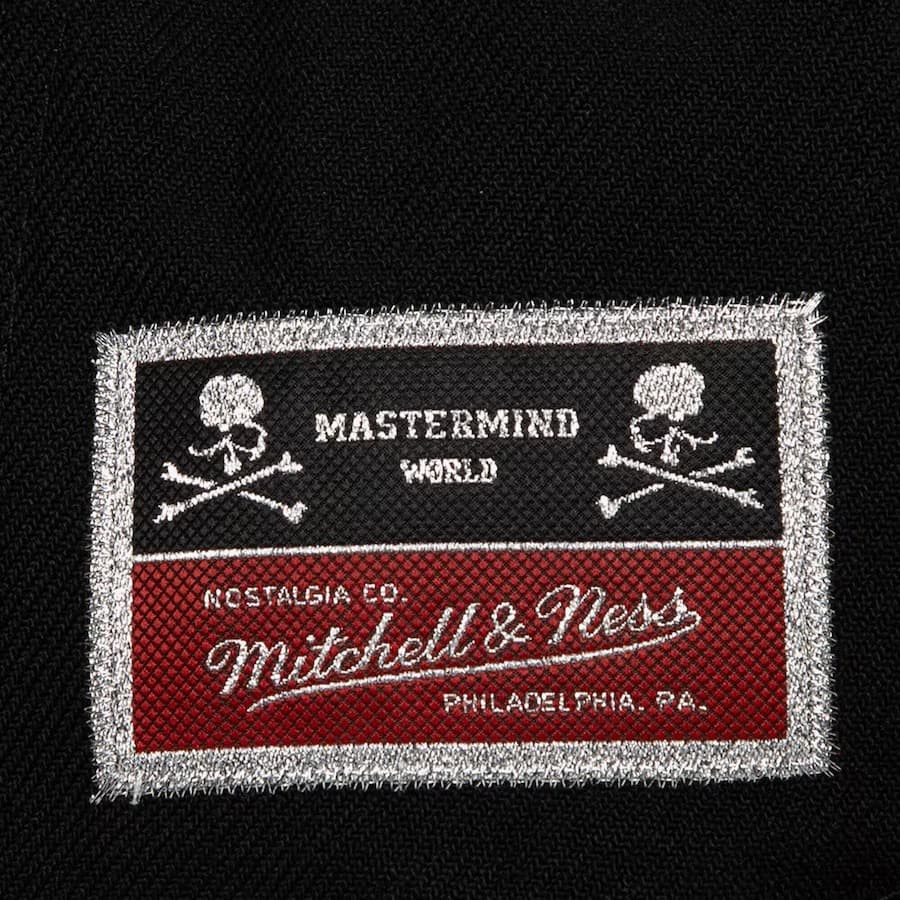 MASTERMIND
WORLD
NOSTALGIA CO.
Mitchell & Ness
PHILADELPHIA, PA.